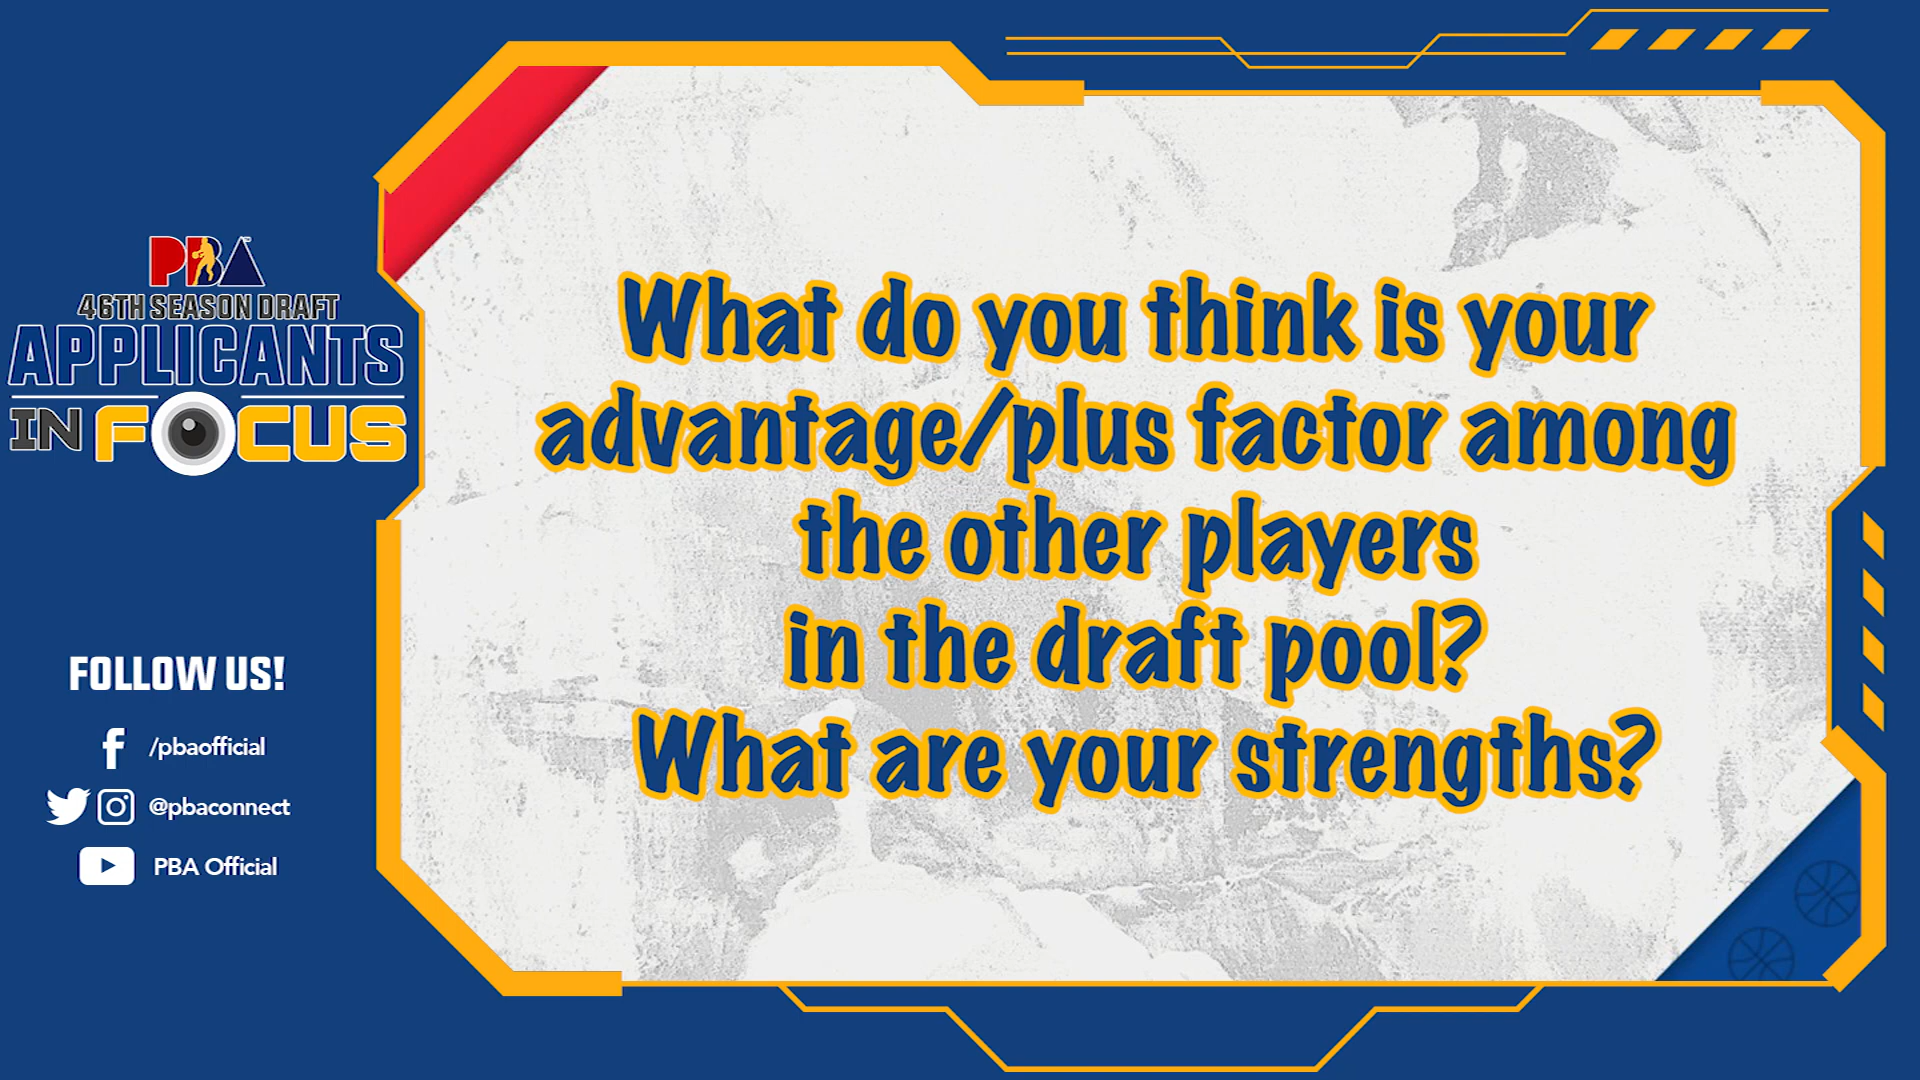 PBA
46TH SEASON DRAFT
APPLICANTS
IN FOCUS
FOLLOW US!
/pbaofficial
@pbaconnect
PBA Official
What do you think is your
advantage/plus factor among
the other players
in the draft pool?
What are your strengths?